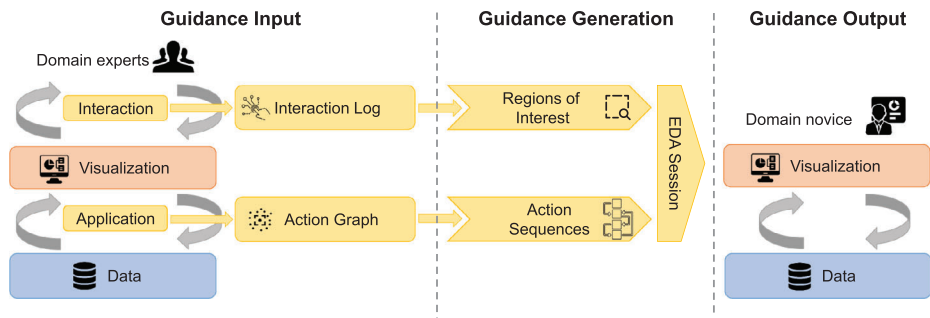 Guidance Input
Guidance Generation
Guidance Output
Domain experts
Interaction
Interaction Log
Regions of
Interest
Visualization
Application
Action Graph
Action
Sequences
Data
EDA Session
Domain novice
Visualization
Data